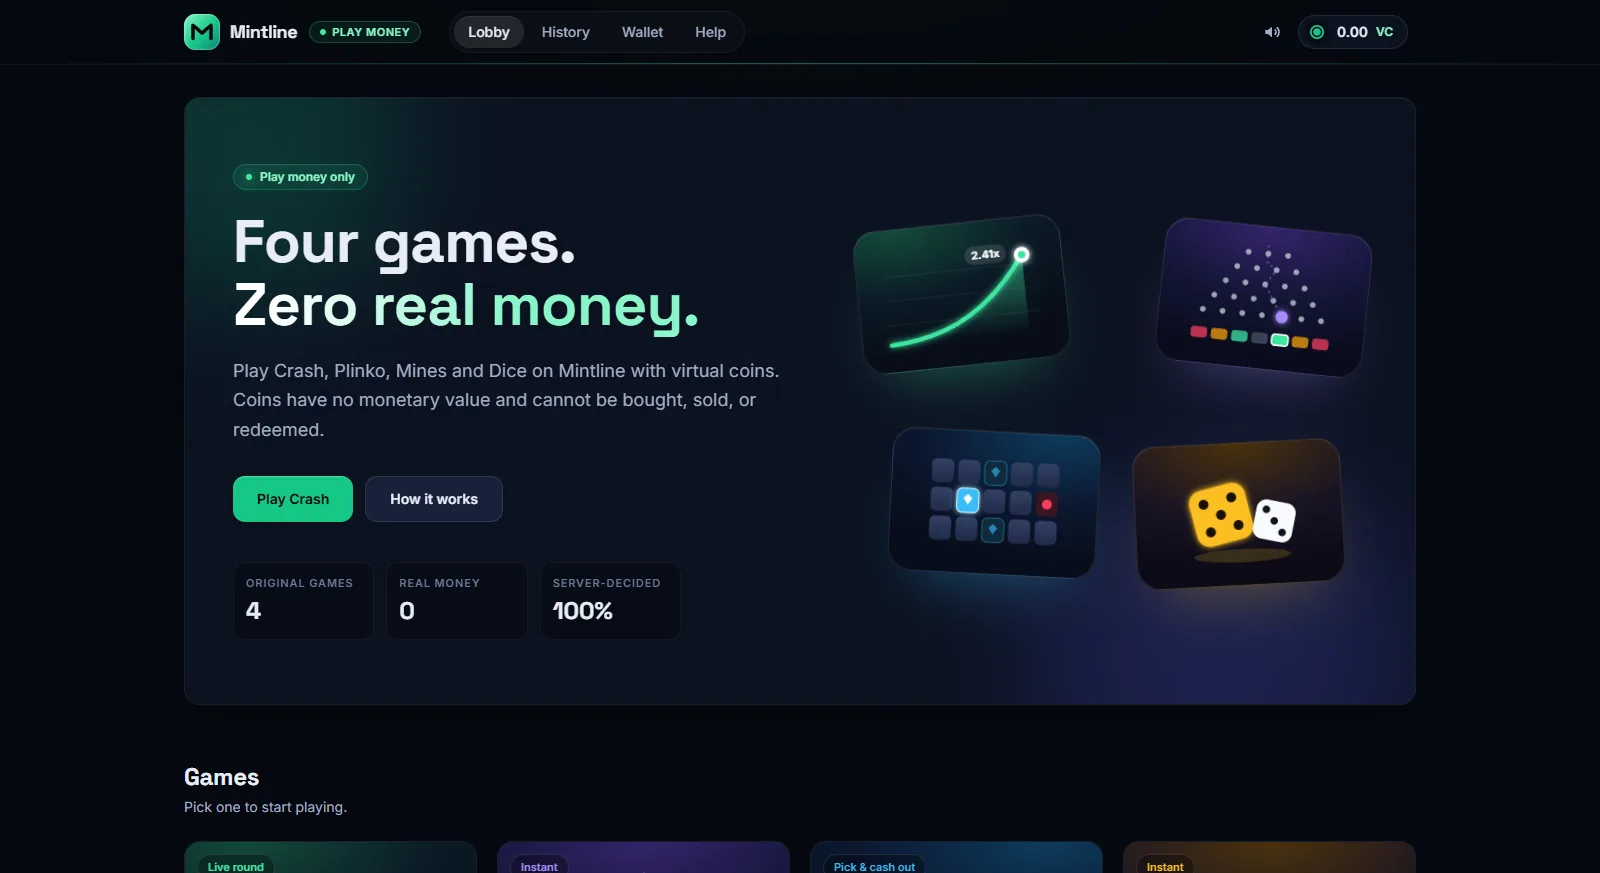 Mintline
PLAY MONEY
Lobby
History
Wallet
Help
0.00 VC
Play money only
Four games.
Zero real money.
Play Crash, Plinko, Mines and Dice on Mintline with virtual coins.
Coins have no monetary value and cannot be bought, sold, or
redeemed.
Play Crash
How it works
ORIGINAL GAMES
4
REAL MONEY
0
SERVER-DECIDED
100%
2.41x
Games
Pick one to start playing.
Live round
Instant
Pick & cash out
Instant